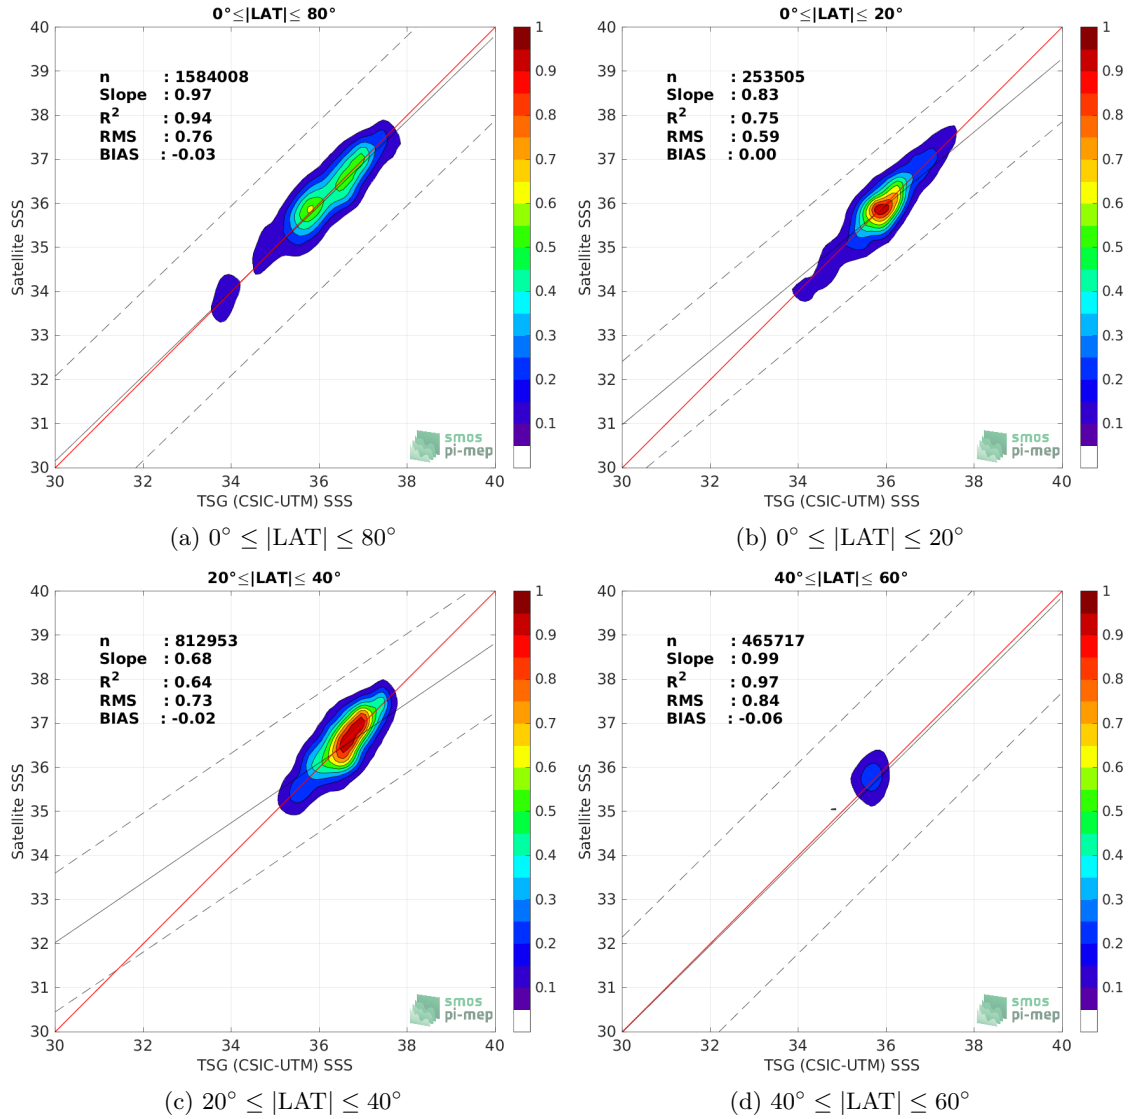 0°≤|LAT|≤ 80°
40
39
38
37
36
35
34
33
32
31
30
Satellite SSS
n : 1584008
Slope : 0.97
R² : 0.94
RMS : 0.76
BIAS : -0.03
smos
pi-mep
30 32 34 36 38 40
TSG (CSIC-UTM) SSS
1
0.9
0.8
0.7
0.6
0.5
0.4
0.3
0.2
0.1
(a) 0° ≤ |LAT| ≤ 80°
0°≤|LAT|≤ 20°
40
39
38
37
36
35
34
33
32
31
30
Satellite SSS
n : 253505
Slope : 0.83
R² : 0.75
RMS : 0.59
BIAS : 0.00
smos
pi-mep
30 32 34 36 38 40
TSG (CSIC-UTM) SSS
1
0.9
0.8
0.7
0.6
0.5
0.4
0.3
0.2
0.1
(b) 0° ≤ |LAT| ≤ 20°
20°≤|LAT|≤ 40°
40
39
38
37
36
35
34
33
32
31
30
Satellite SSS
n : 812953
Slope : 0.68
R² : 0.64
RMS : 0.73
BIAS : -0.02
smos
pi-mep
30 32 34 36 38 40
TSG (CSIC-UTM) SSS
1
0.9
0.8
0.7
0.6
0.5
0.4
0.3
0.2
0.1
(c) 20° ≤ |LAT| ≤ 40°
40°≤|LAT|≤ 60°
40
39
38
37
36
35
34
33
32
31
30
Satellite SSS
n : 465717
Slope : 0.99
R² : 0.97
RMS : 0.84
BIAS : -0.06
smos
pi-mep
30 32 34 36 38 40
TSG (CSIC-UTM) SSS
1
0.9
0.8
0.7
0.6
0.5
0.4
0.3
0.2
0.1
(d) 40° ≤ |LAT| ≤ 60°